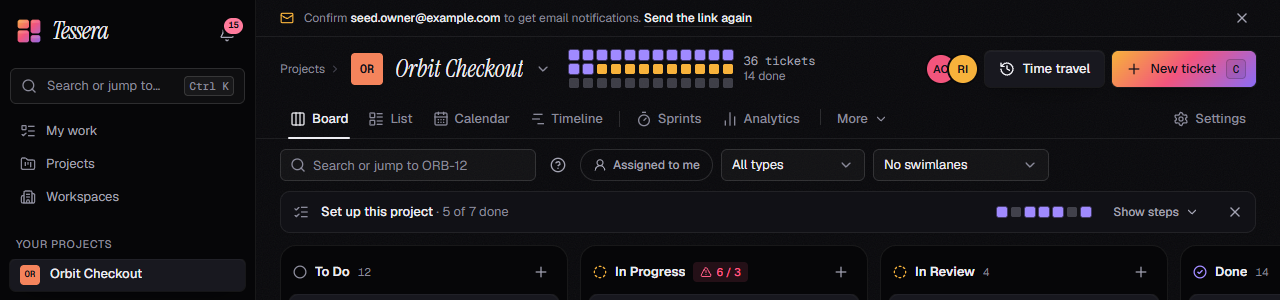 Tessera
15
Search or jump to...
Ctrl K
My work
Projects
Workspaces
YOUR PROJECTS
OR Orbit Checkout
Confirm seed.owner@example.com to get email notifications. Send the link again
Projects
OR
Orbit Checkout
36 tickets
14 done
AC
RI
Time travel
New ticket C
Board
List
Calendar
Timeline
Sprints
Analytics
More
Settings
Search or jump to ORB-12
Assigned to me
All types
No swimlanes
Set up this project · 5 of 7 done
Show steps
To Do 12
In Progress 6 / 3
In Review 4
Done 14